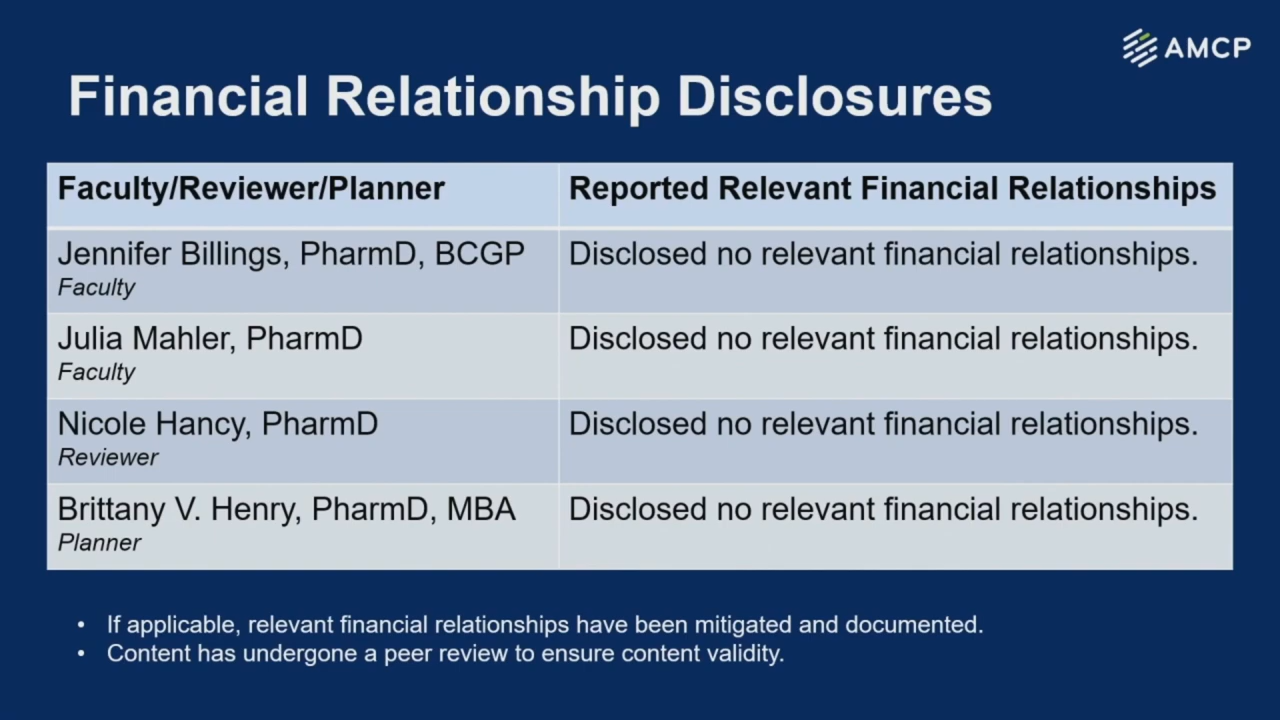 AMCP
Financial Relationship Disclosures
Faculty/Reviewer/Planner
Reported Relevant Financial Relationships
Jennifer Billings, PharmD, BCGP
Faculty
Disclosed no relevant financial relationships.
Julia Mahler, PharmD
Faculty
Disclosed no relevant financial relationships.
Nicole Hancy, PharmD
Reviewer
Disclosed no relevant financial relationships.
Brittany V. Henry, PharmD, MBA
Planner
Disclosed no relevant financial relationships.
• If applicable, relevant financial relationships have been mitigated and documented.
• Content has undergone a peer review to ensure content validity.